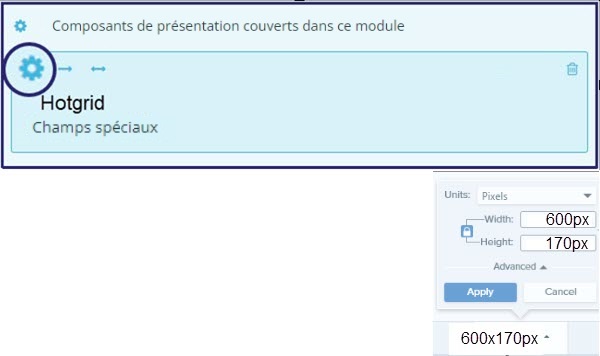 Composants de présentation couverts dans ce module
Hotgrid
Champs spéciaux
Units: Pixels
Width: 600px
Height: 170px
Advanced
Apply Cancel
600x170px